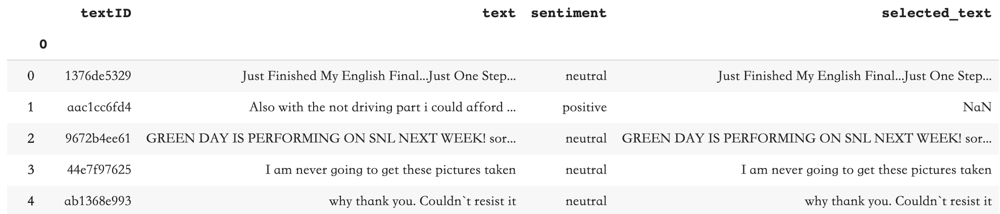 textID text sentiment selected_text
0
0 1376de5329 Just Finished My English Final...Just One Step... neutral Just Finished My English Final...Just One Step...
1 aac1cc6fd4 Also with the not driving part i could afford ... positive NaN
2 9672b4ee61 GREEN DAY IS PERFORMING ON SNL NEXT WEEK! sor... neutral GREEN DAY IS PERFORMING ON SNL NEXT WEEK! sor...
3 44e7f97625 I am never going to get these pictures taken neutral I am never going to get these pictures taken
4 ab1368e993 why thank you. Couldn`t resist it neutral why thank you. Couldn`t resist it